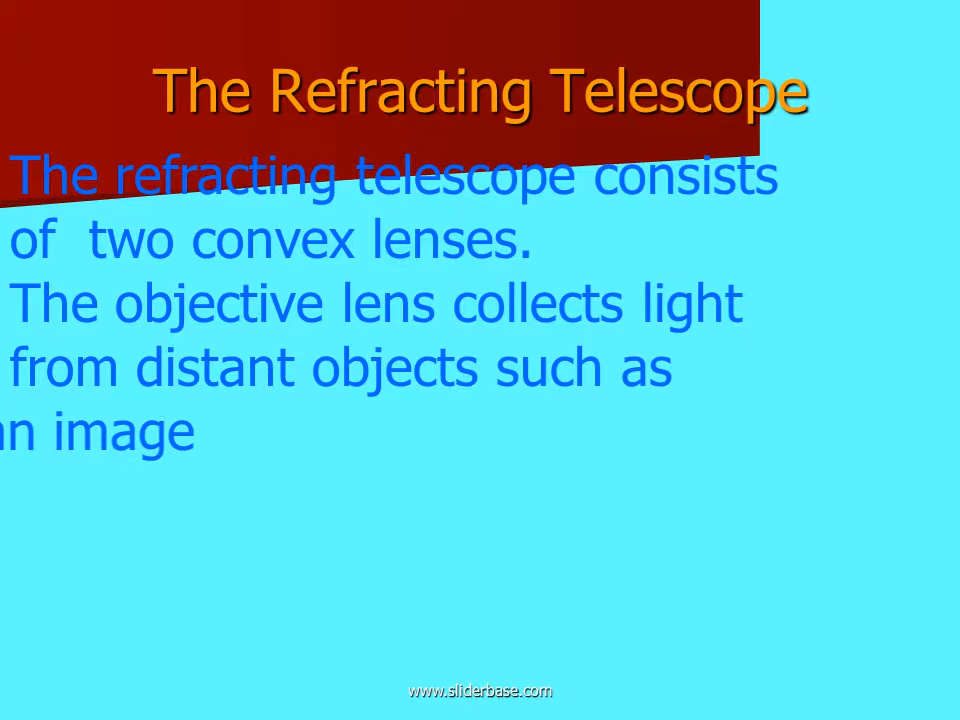 The Refracting Telescope
The refracting telescope consists
of two convex lenses.
The objective lens collects light
from distant objects such as
an image
www.sliderbase.com